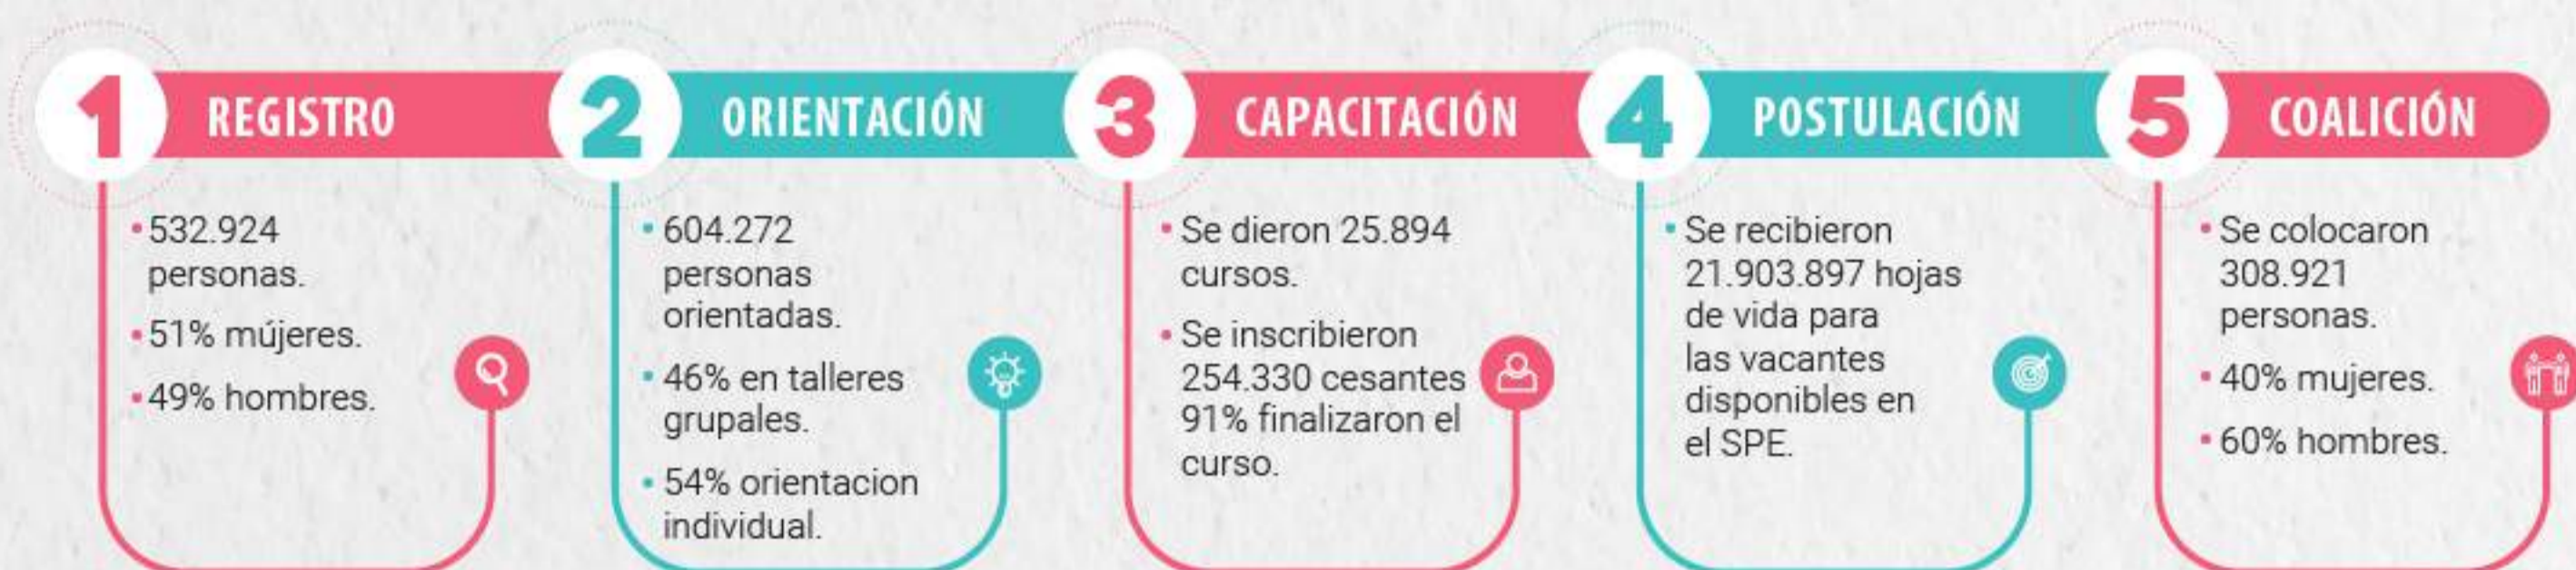 1 REGISTRO
• 532.924
personas.
• 51% mújeres.
• 49% hombres.
2 ORIENTACIÓN
• 604.272
personas
orientadas.
• 46% en talleres
grupales.
• 54% orientacion
individual.
3 CAPACITACIÓN
• Se dieron 25.894
cursos.
• Se inscribieron
254.330 cesantes
91% finalizaron el
curso.
4 POSTULACIÓN
• Se recibieron
21.903.897 hojas
de vida para
las vacantes
disponibles en
el SPE.
5 COALICIÓN
• Se colocaron
308.921
personas.
• 40% mujeres.
• 60% hombres.